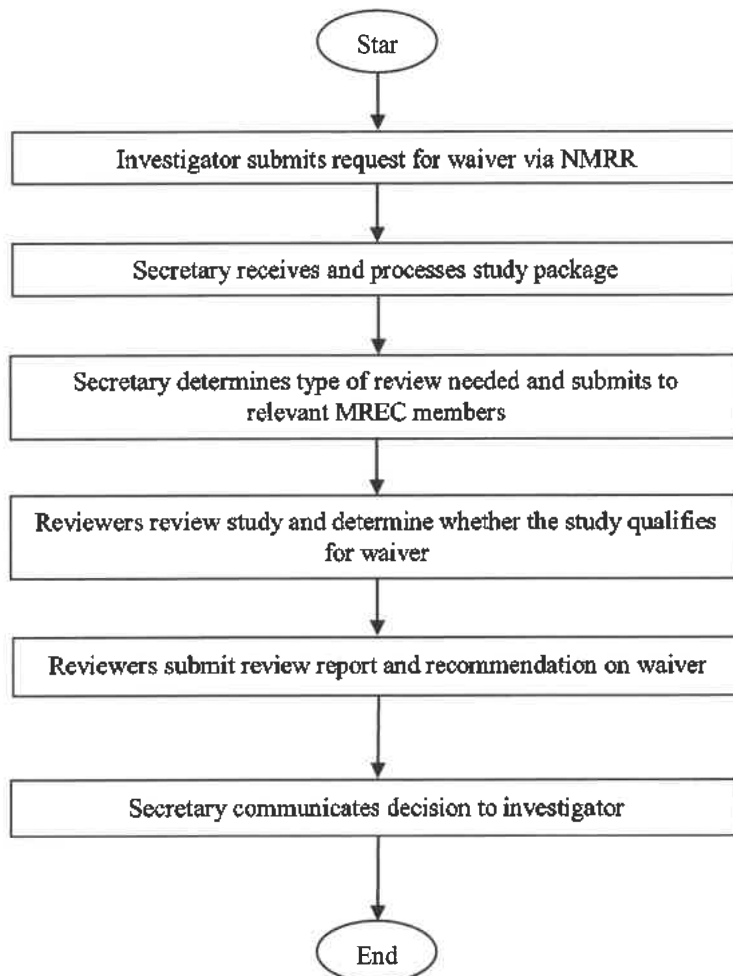 Star
Investigator submits request for waiver via NMRR
Secretary receives and processes study package
Secretary determines type of review needed and submits to
relevant MREC members
Reviewers review study and determine whether the study qualifies
for waiver
Reviewers submit review report and recommendation on waiver
Secretary communicates decision to investigator
End